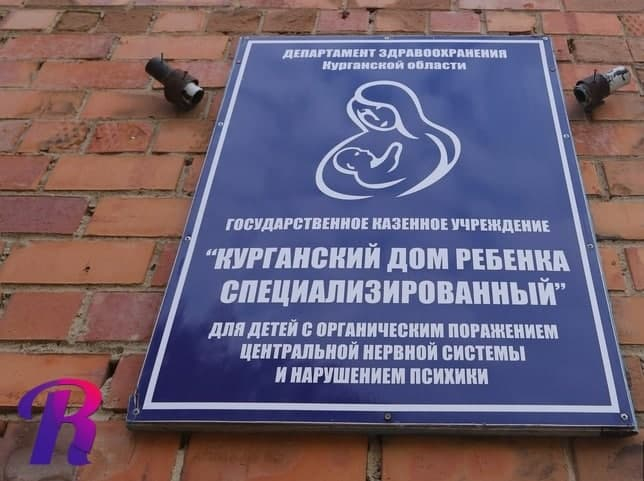 ДЕПАРТАМЕНТ ЗДРАВООХРАНЕНИЯ
Курганской области
ГОСУДАРСТВЕННОЕ КАЗЕННОЕ УЧРЕЖДЕНИЕ
"КУРГАНСКИЙ ДОМ РЕБЕНКА
СПЕЦИАЛИЗИРОВАННЫЙ"
ДЛЯ ДЕТЕЙ С ОРГАНИЧЕСКИМ ПОРАЖЕНИЕМ
ЦЕНТРАЛЬНОЙ НЕРВНОЙ СИСТЕМЫ
И НАРУШЕНИЕМ ПСИХИКИ
R